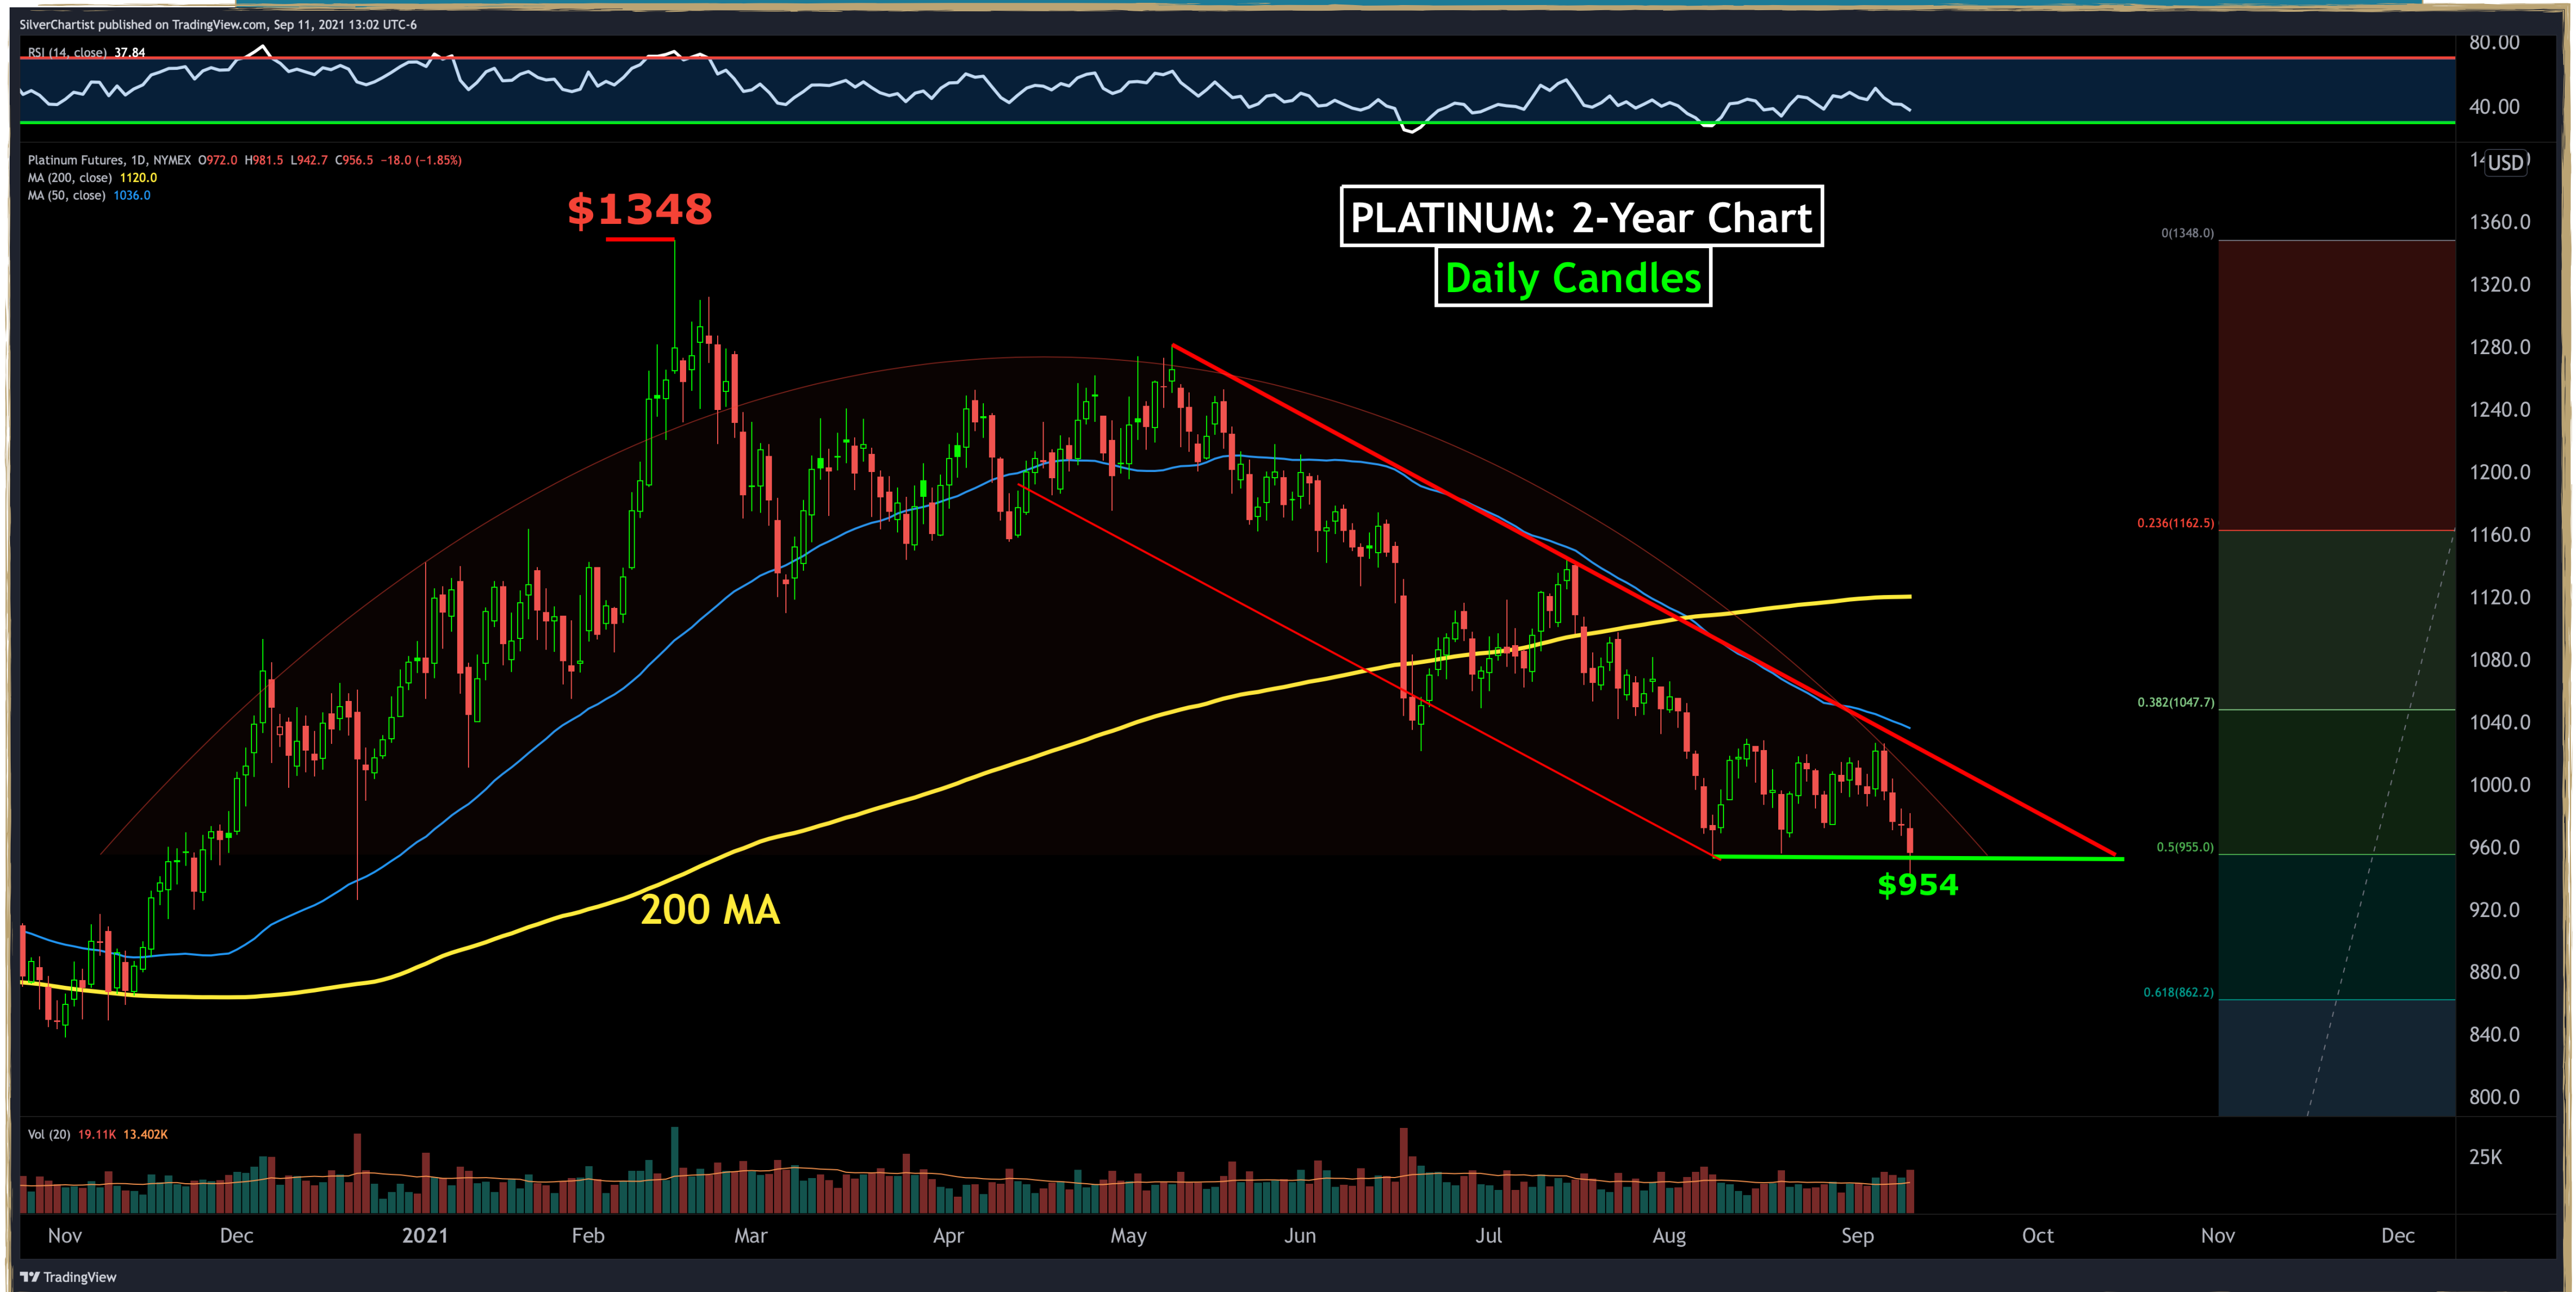 SilverChartist published on TradingView.com, Sep 11, 2021 13:02 UTC-6
RSI (14, close) 37.84
80.00
40.00
Platinum Futures, 1D, NYMEX O972.0 H981.5 L942.7 C956.5 −18.0 (−1.85%)
MA (200, close) 1120.0
MA (50, close) 1036.0
USD
$1348
PLATINUM: 2-Year Chart
Daily Candles
1360.0
0(1348.0)
1320.0
1280.0
1240.0
1200.0
0.236(1162.5)
1160.0
1120.0
1080.0
0.382(1047.7)
1040.0
1000.0
0.5(955.0)
960.0
$954
200 MA
920.0
880.0
0.618(862.2)
840.0
800.0
Vol (20) 19.11K 13.402K
25K
Nov Dec 2021 Feb Mar Apr May Jun Jul Aug Sep Oct Nov Dec
TradingView